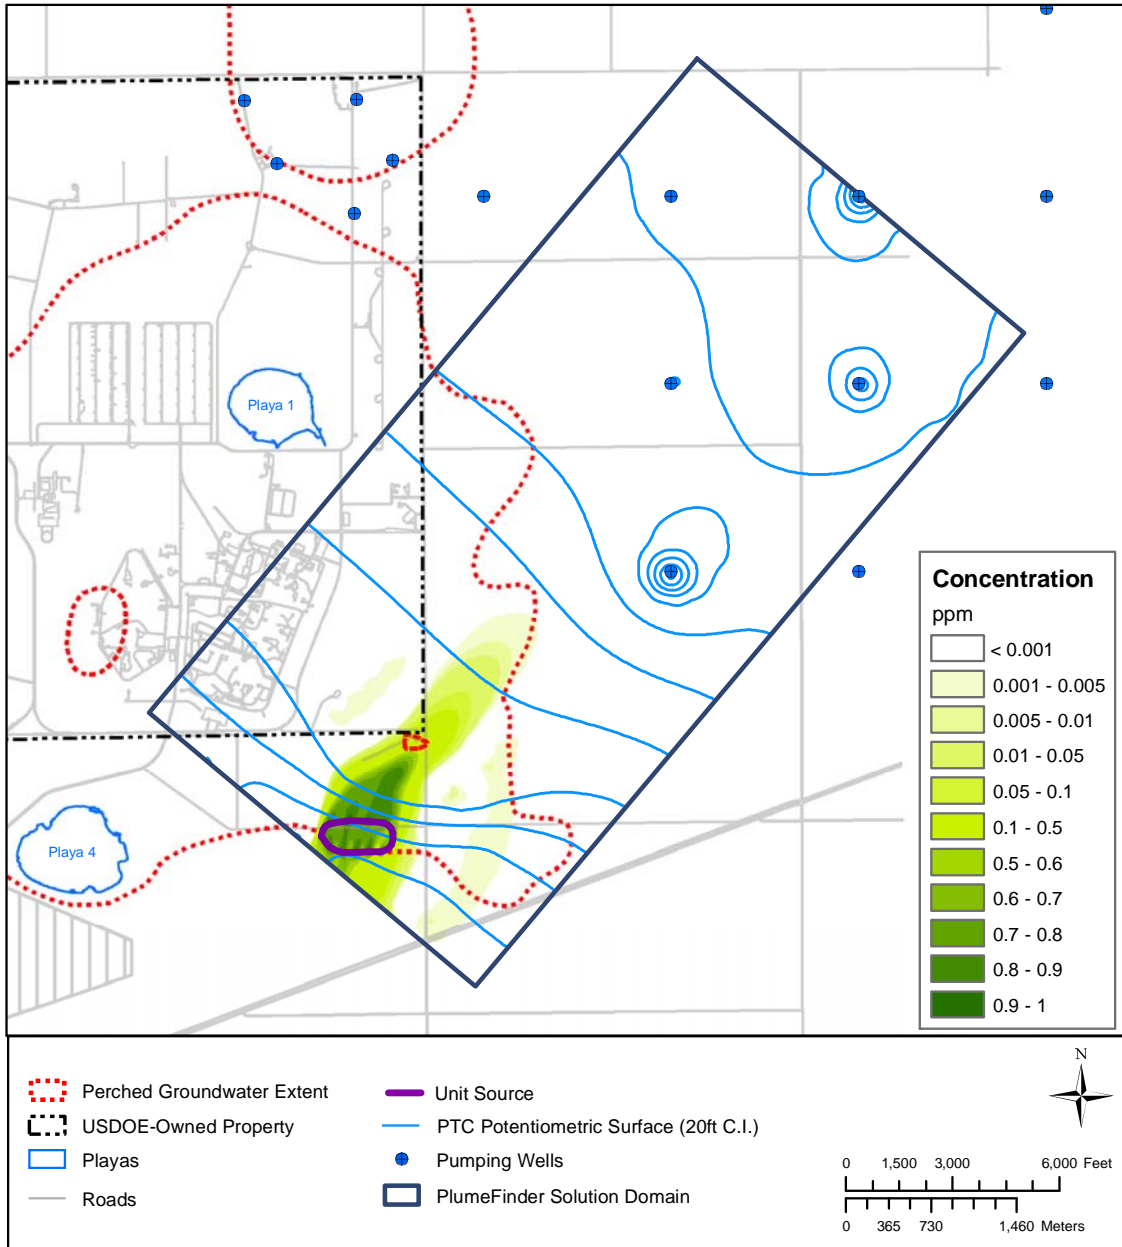 Playa 1
Playa 4
Concentration
ppm
< 0.001
0.001 - 0.005
0.005 - 0.01
0.01 - 0.05
0.05 - 0.1
0.1 - 0.5
0.5 - 0.6
0.6 - 0.7
0.7 - 0.8
0.8 - 0.9
0.9 - 1
Perched Groundwater Extent
USDOE-Owned Property
Playas
Roads
Unit Source
PTC Potentiometric Surface (20ft C.I.)
Pumping Wells
PlumeFinder Solution Domain
N
0 1,500 3,000 6,000 Feet
0 365 730 1,460 Meters